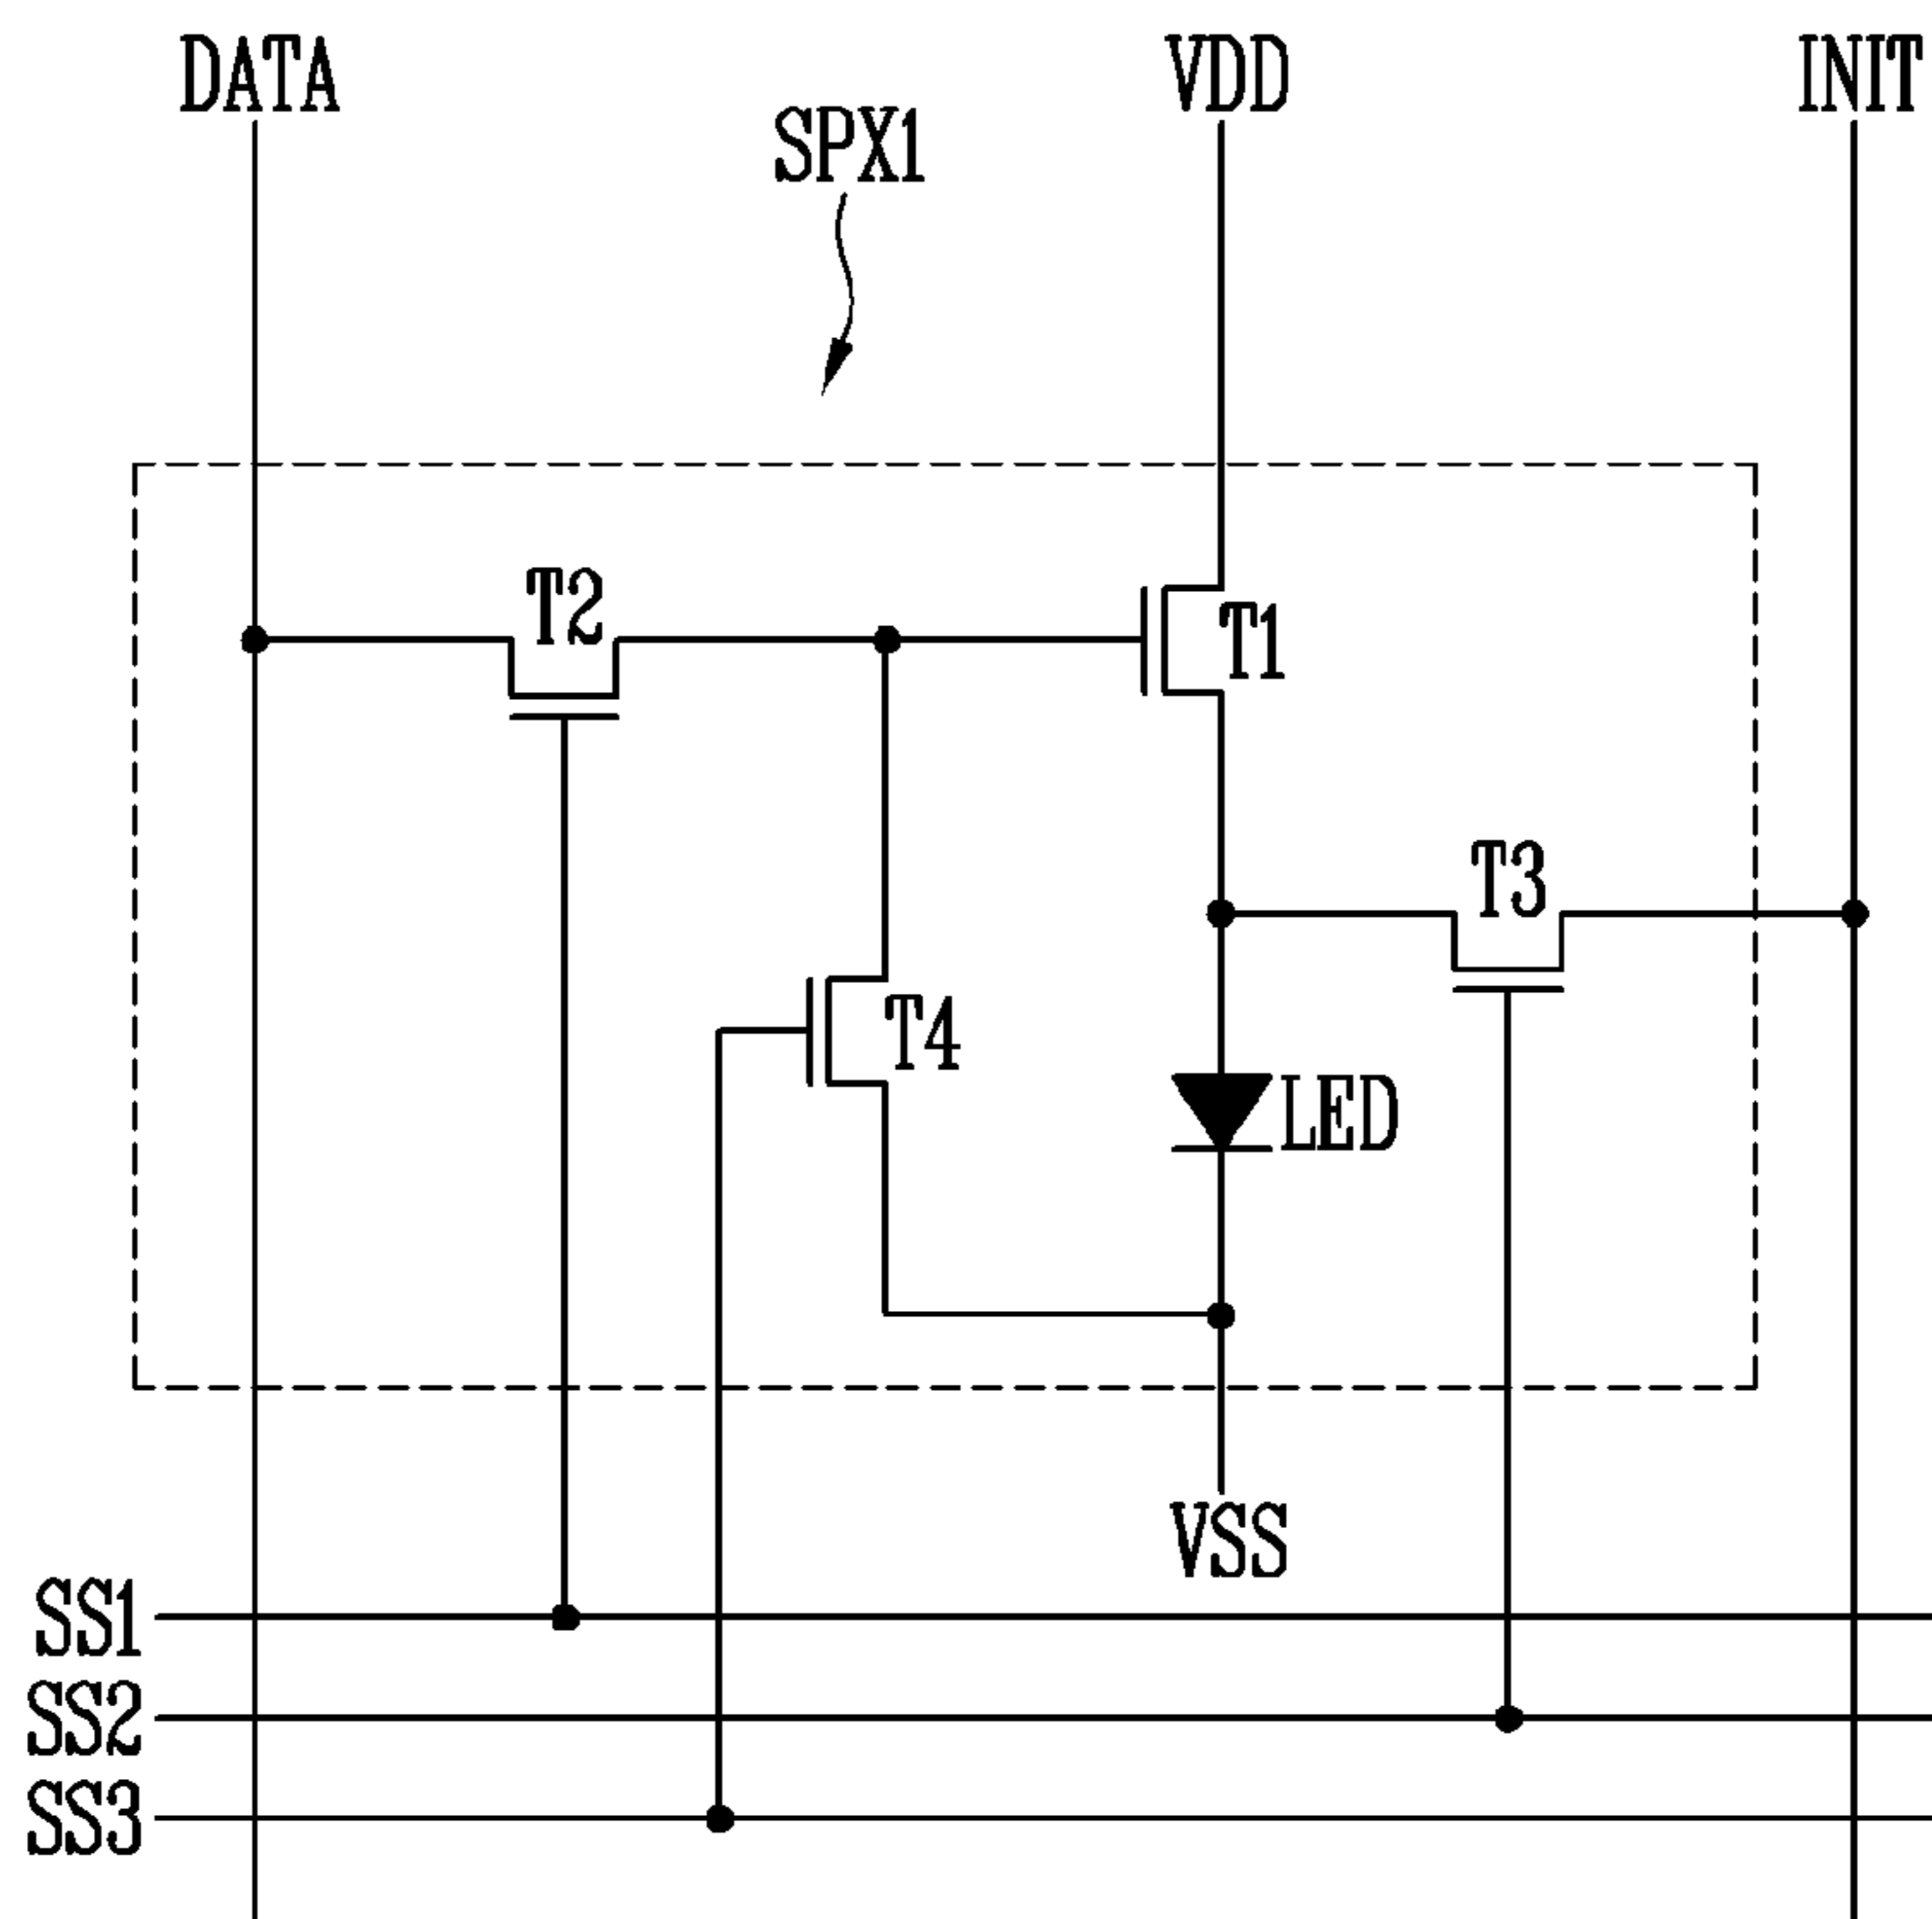 DATA
VDD
INIT
SPX1
T2
T1
T3
T4
LED
VSS
SS1
SS2
SS3